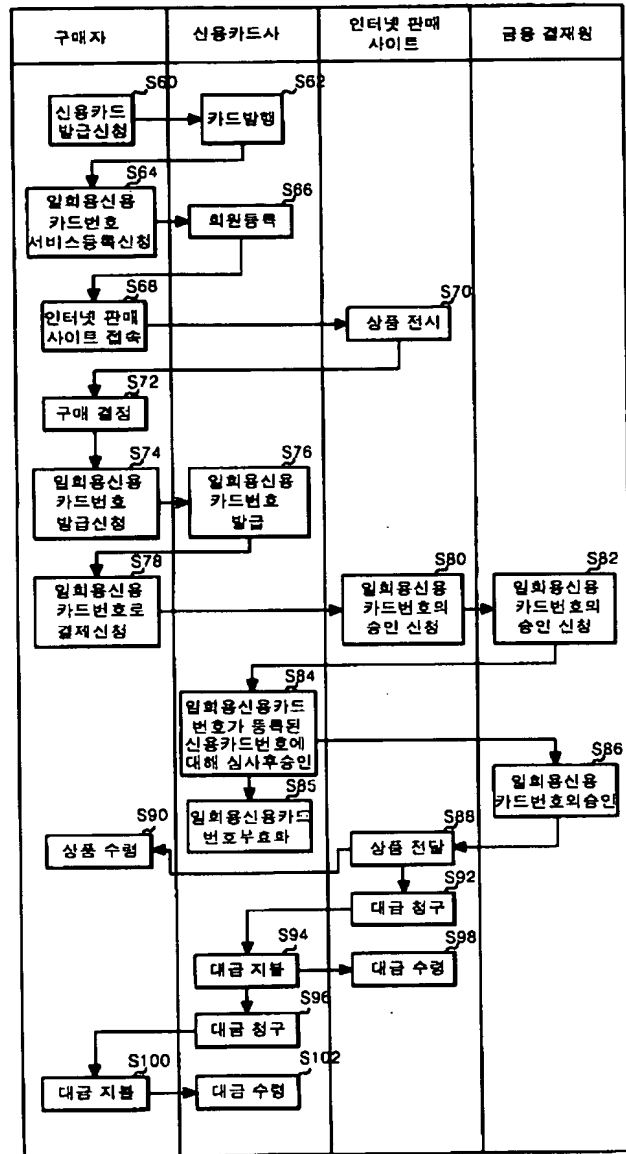 구매자
신용카드사
인터넷 판매
사이트
금융 결재원
S60
신용카드
발급신청
S62
카드발행
S64
일회용신용
카드번호
서비스등록신청
S66
회원등록
S68
인터넷 판매
사이트 접속
S70
상품 전시
S72
구매 결정
S74
일회용신용
카드번호
발급신청
S76
일회용신용
카드번호
발급
S78
일회용신용
카드번호로
결제신청
S80
일회용신용
카드번호의
승인 신청
S82
일회용신용
카드번호의
승인 신청
S84
일회용신용카드
번호가 등록된
신용카드번호에
대해 심사후승인
S85
일회용신용카드
번호무효화
S86
일회용신용
카드번호의승인
S88
상품 전달
S90
상품 수령
S92
대금 청구
S94
대금 지불
S98
대금 수령
S96
대금 청구
S100
대금 지불
S102
대금 수령